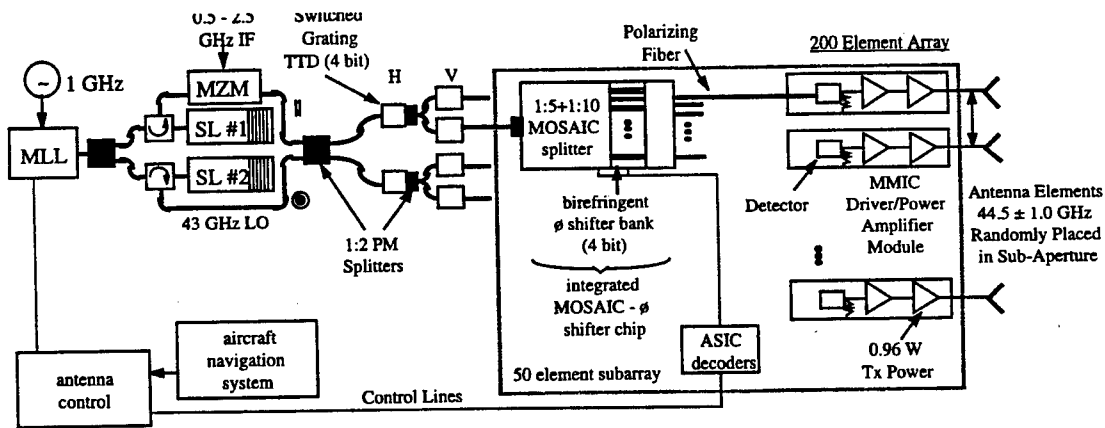 0.5 - 2.5
GHz IF
Switched
Grating
TTD (4 bit)
H
V
Polarizing
Fiber
200 Element Array
~
1 GHz
MZM
SL #1
MLL
SL #2
43 GHz LO
1:2 PM
Splitters
1:5+1:10
MOSAIC
splitter
birefringent
ø shifter bank
(4 bit)
integrated
MOSAIC - ø
shifter chip
Detector
MMIC
Driver/Power
Amplifier
Module
Antenna Elements
44.5 ± 1.0 GHz
Randomly Placed
in Sub-Aperture
0.96 W
Tx Power
ASIC
decoders
50 element subarray
aircraft
navigation
system
antenna
control
Control Lines